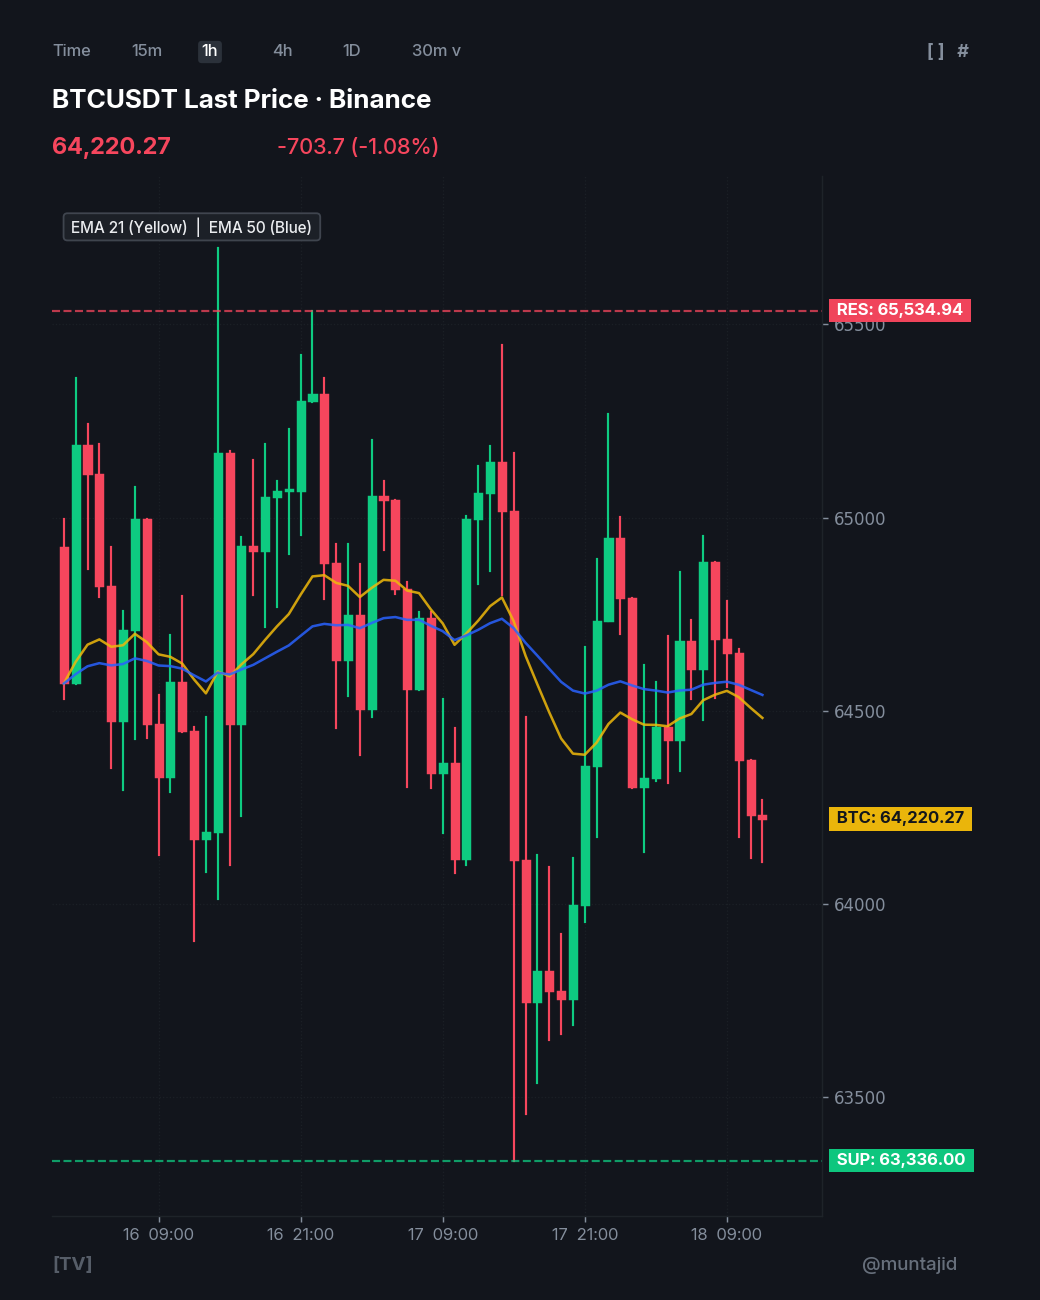 Time 15m 1h 4h 1D 30m v [ ] #
BTCUSDT Last Price · Binance
64,220.27 -703.7 (-1.08%)
EMA 21 (Yellow) | EMA 50 (Blue)
RES: 65,534.94
65500
65000
64500
BTC: 64,220.27
64000
63500
SUP: 63,336.00
16 09:00 16 21:00 17 09:00 17 21:00 18 09:00
[TV] @muntajid